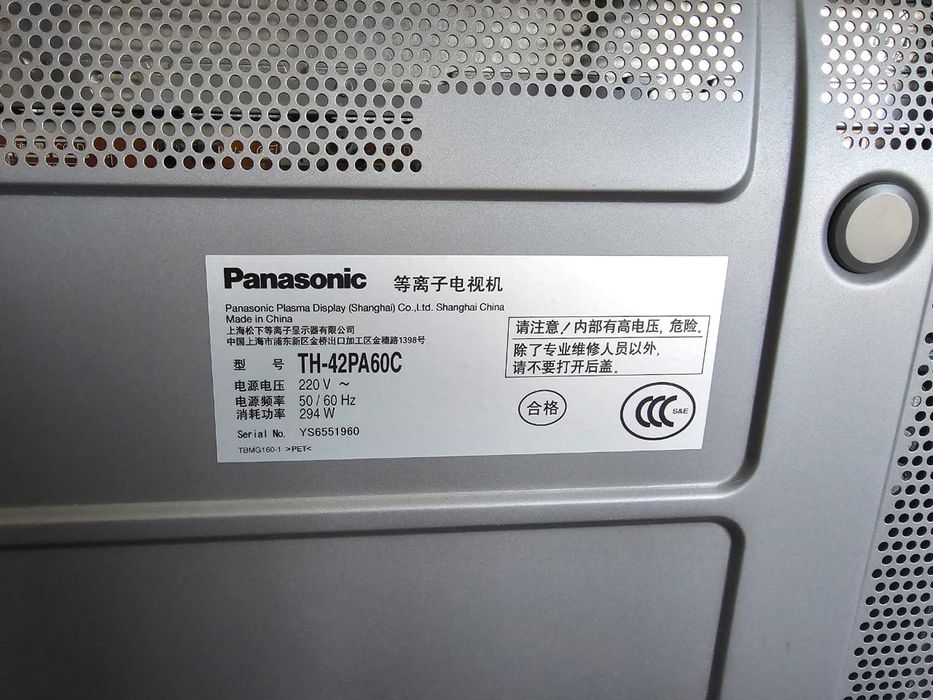 Panasonic 等离子电视机
Panasonic Plasma Display (Shanghai) Co.,Ltd. Shanghai China
Made in China
上海松下等离子显示器有限公司
中国上海市浦东新区金桥出口加工区金穗路1398号
型 号 TH-42PA60C
电源电压 220 V ～
电源频率 50 / 60 Hz
消耗功率 294 W
Serial No. YS6551960
TBMG160-1 >PET<
请注意！内部有高电压, 危险。
除了专业维修人员以外,
请不要打开后盖。
合格
CCC S&E